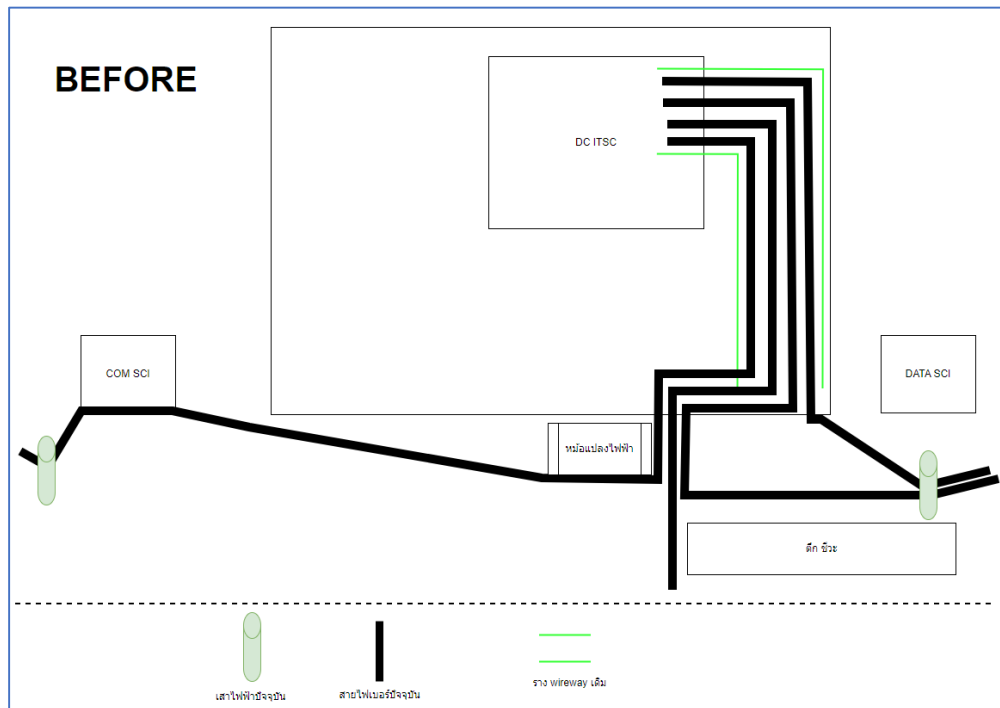 BEFORE
DC ITSC
COM SCI
DATA SCI
หม้อแปลงไฟฟ้า
ตึก ชีวะ
เสาไฟฟ้าปัจจุบัน
สายไฟเบอร์ปัจจุบัน
ราง wireway เดิม